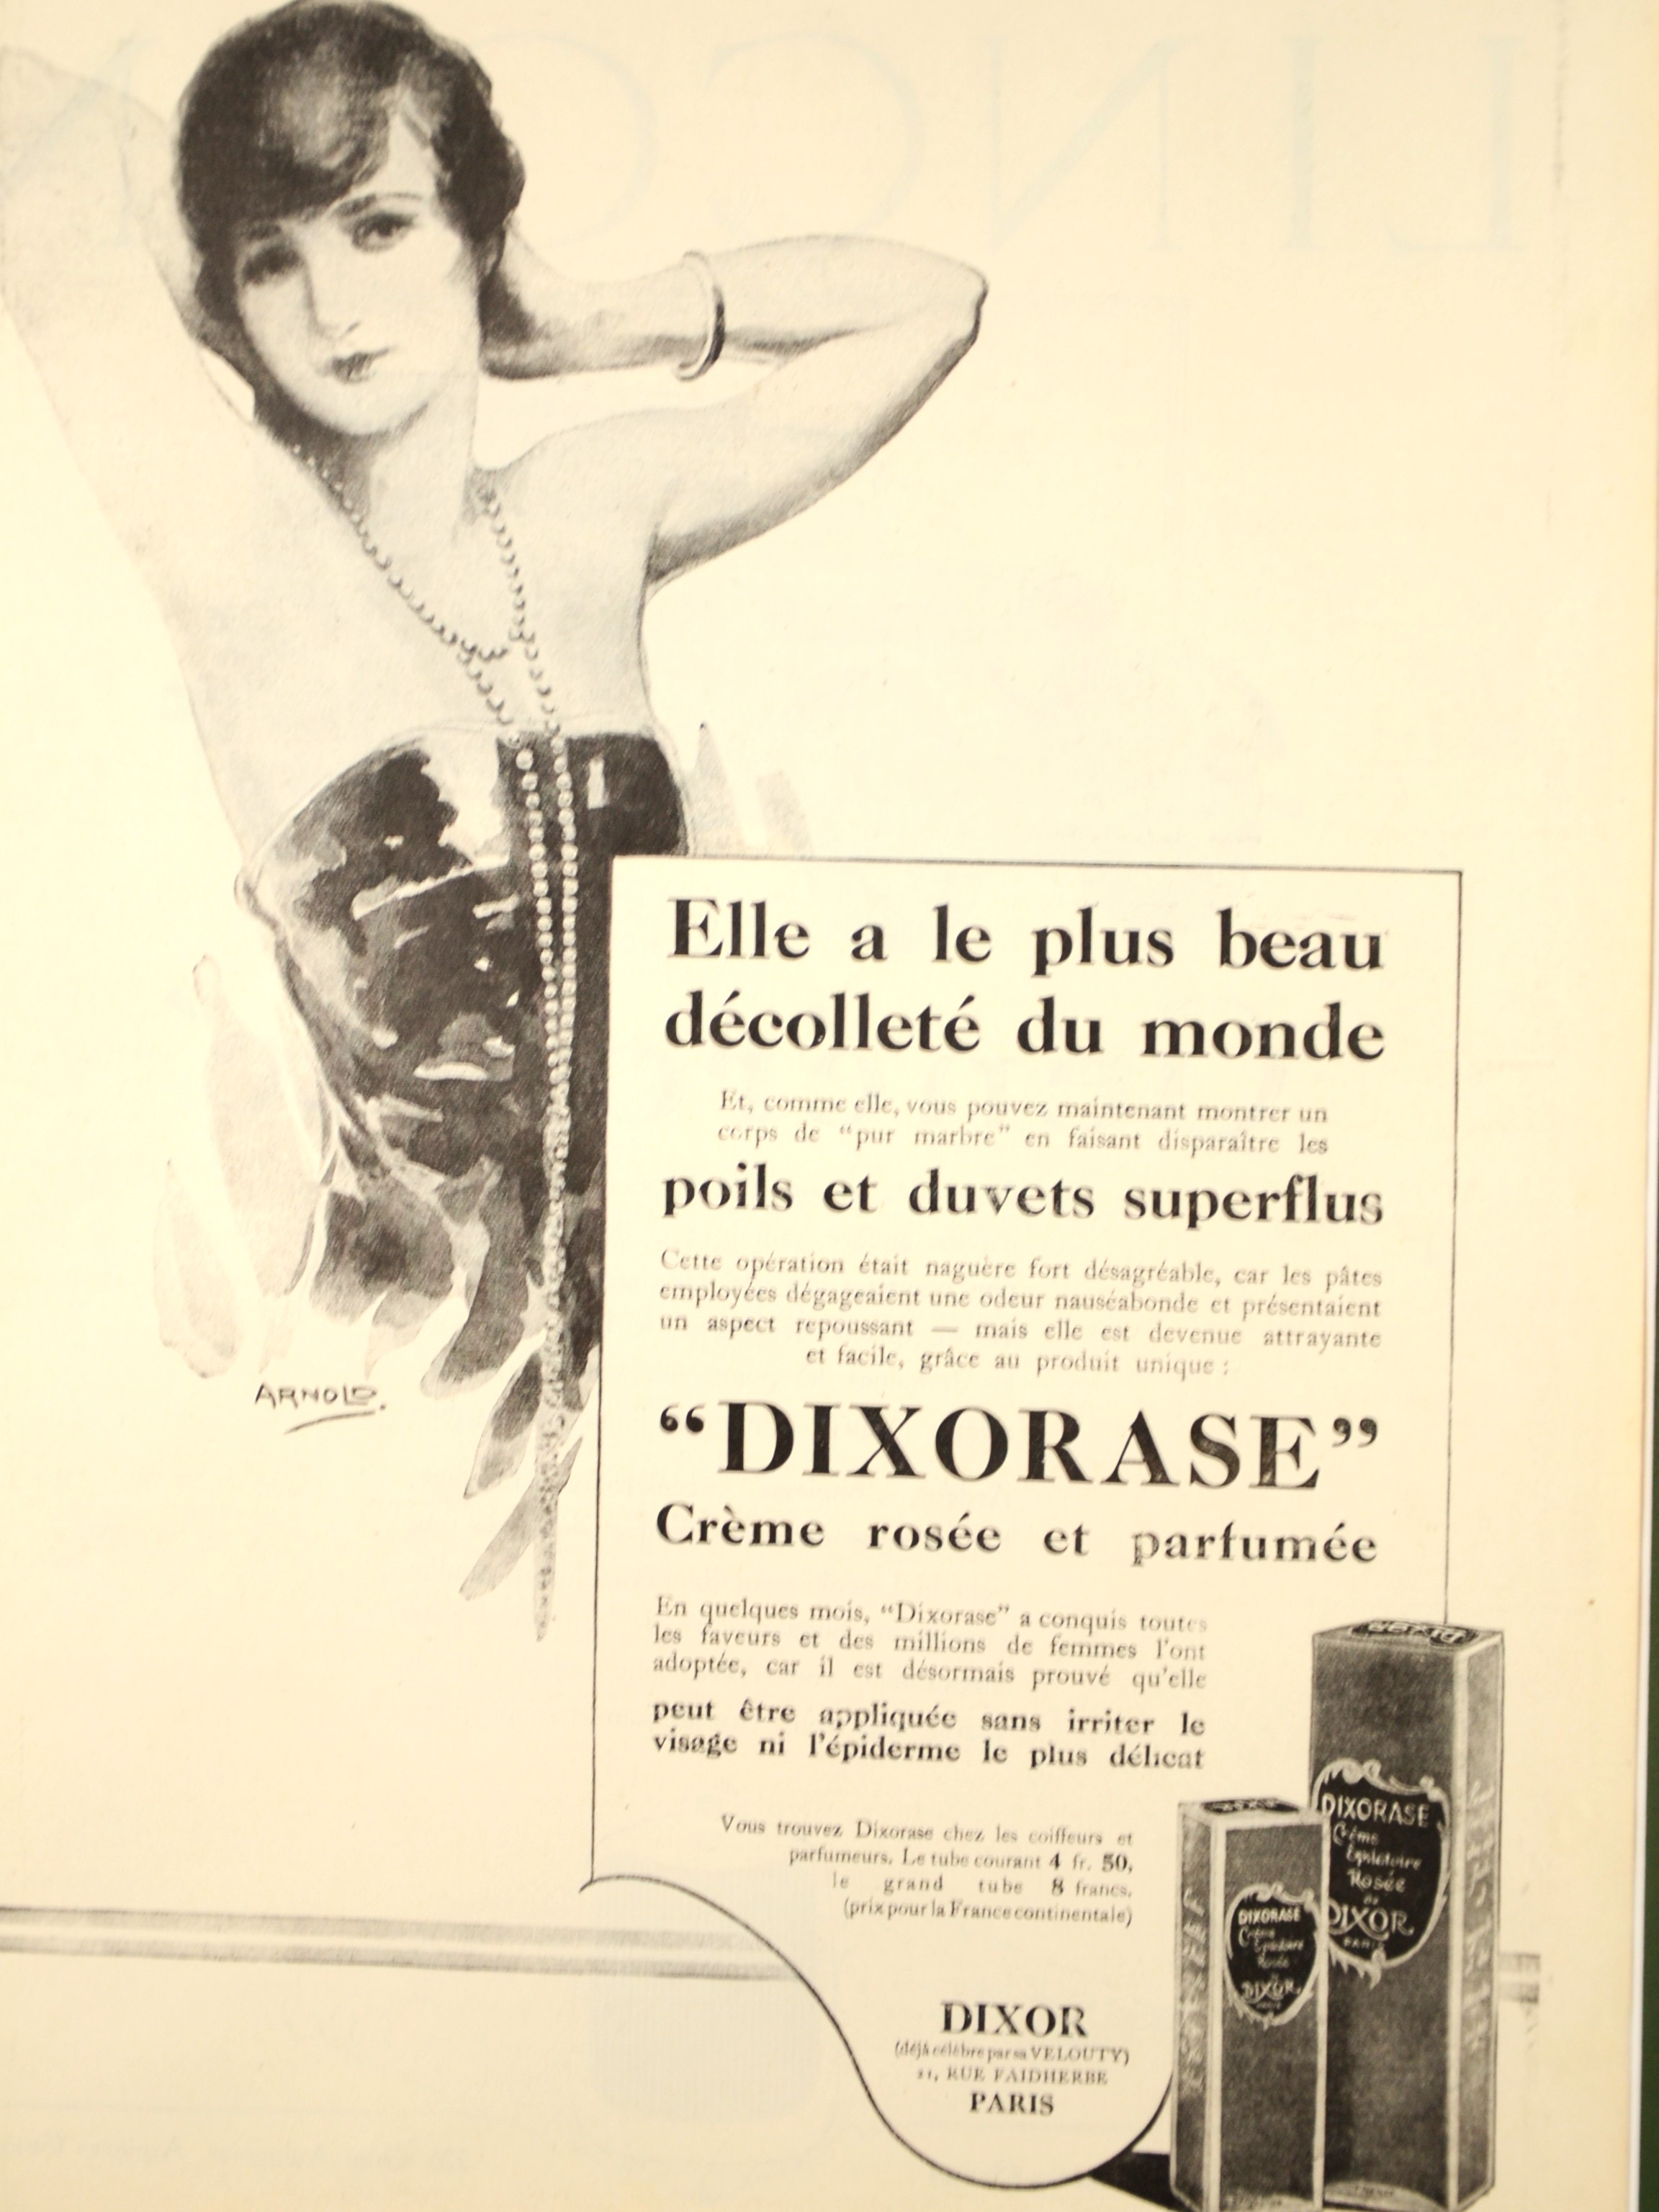 LINCOLN
ARNOLD.
Elle a le plus beau
décolleté du monde
Et, comme elle, vous pouvez maintenant montrer un
corps de “pur marbre” en faisant disparaître les
poils et duvets superflus
Cette opération était naguère fort désagréable, car les pâtes
employées dégageaient une odeur nauséabonde et présentaient
un aspect repoussant — mais elle est devenue attrayante
et facile, grâce au produit unique :
“DIXORASE”
Crème rosée et parfumée
En quelques mois, “Dixorase” a conquis toutes
les faveurs et des millions de femmes l'ont
adoptée, car il est désormais prouvé qu'elle
peut être appliquée sans irriter le
visage ni l'épiderme le plus délicat
Vous trouvez Dixorase chez les coiffeurs et
parfumeurs. Le tube courant 4 fr. 50,
le grand tube 8 francs.
(prix pour la France continentale)
DIXOR
(déjà célèbre par sa VELOUTY)
21, RUE FAIDHERBE
PARIS
DIXORASE
Crème
Epilatoire
Rosée
de
DIXOR
PARIS
DIXORASE
Crème
Epilatoire
Rosée
DIXOR